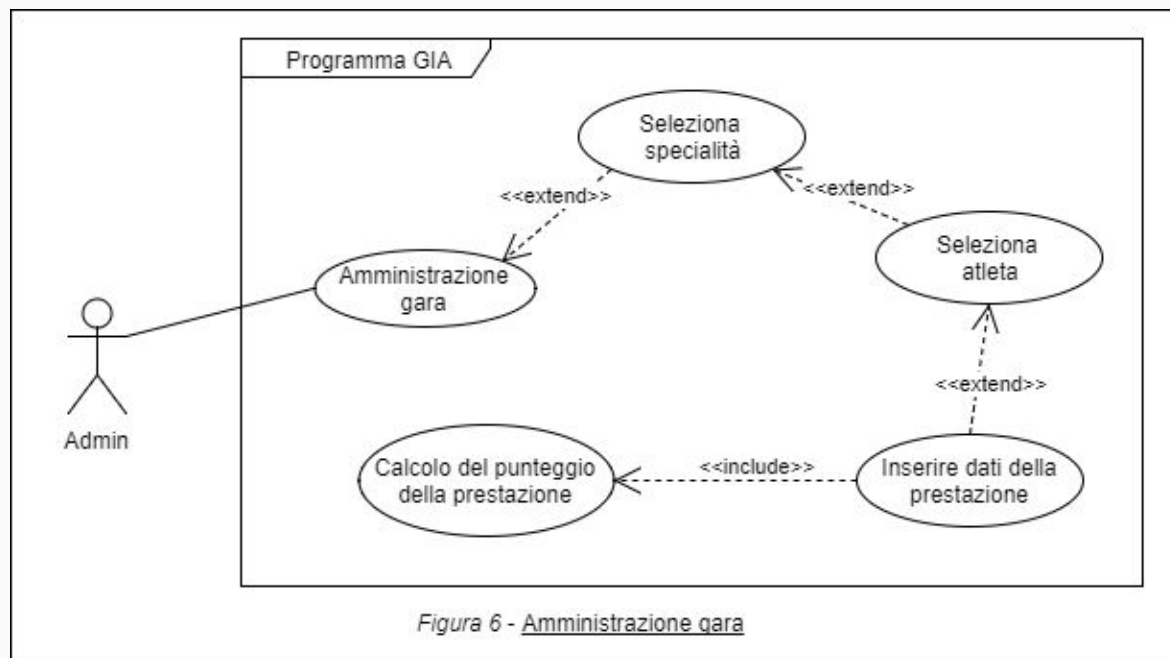 Programma GIA
Seleziona
specialità
<<extend>>
<<extend>>
Seleziona
atleta
Amministrazione
gara
<<extend>>
Admin
Calcolo del punteggio
della prestazione
<<include>>
Inserire dati della
prestazione
Figura 6 - Amministrazione gara